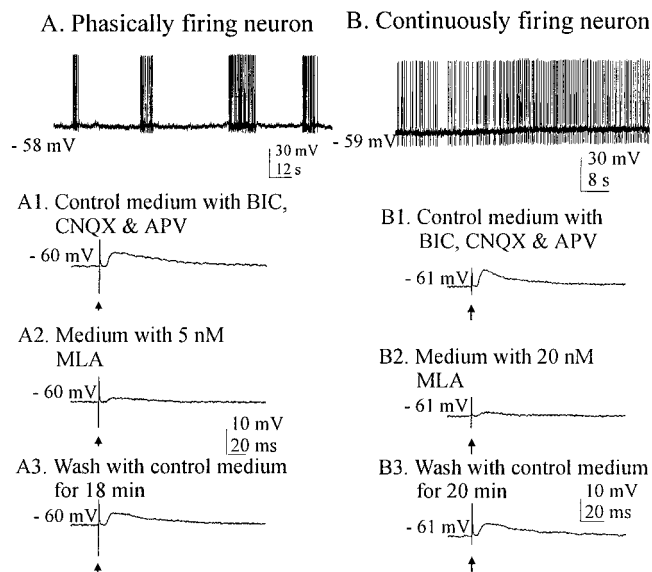 A. Phasically firing neuron
- 58 mV
30 mV
12 s
A1. Control medium with BIC,
CNQX & APV
- 60 mV
A2. Medium with 5 nM
MLA
- 60 mV
10 mV
20 ms
A3. Wash with control medium
for 18 min
- 60 mV
B. Continuously firing neuron
- 59 mV
30 mV
8 s
B1. Control medium with
BIC, CNQX & APV
- 61 mV
B2. Medium with 20 nM
MLA
- 61 mV
B3. Wash with control medium
for 20 min
10 mV
20 ms
- 61 mV